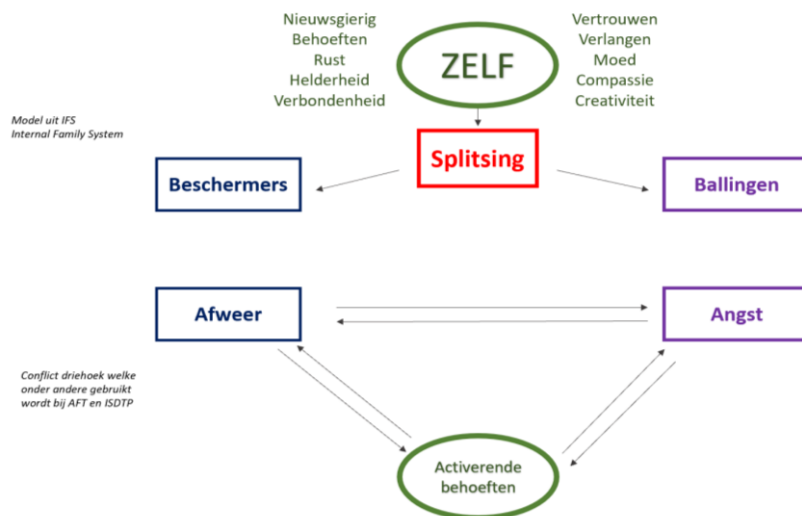 Nieuwsgierig
Behoeften
Rust
Helderheid
Verbondenheid
ZELF
Vertrouwen
Verlangen
Moed
Compassie
Creativiteit
Model uit IFS
Internal Family System
Splitsing
Beschermers
Ballingen
Afweer
Angst
Conflict driehoek welke
onder andere gebruikt
wordt bij AFT en ISDTP
Activerende
behoeften